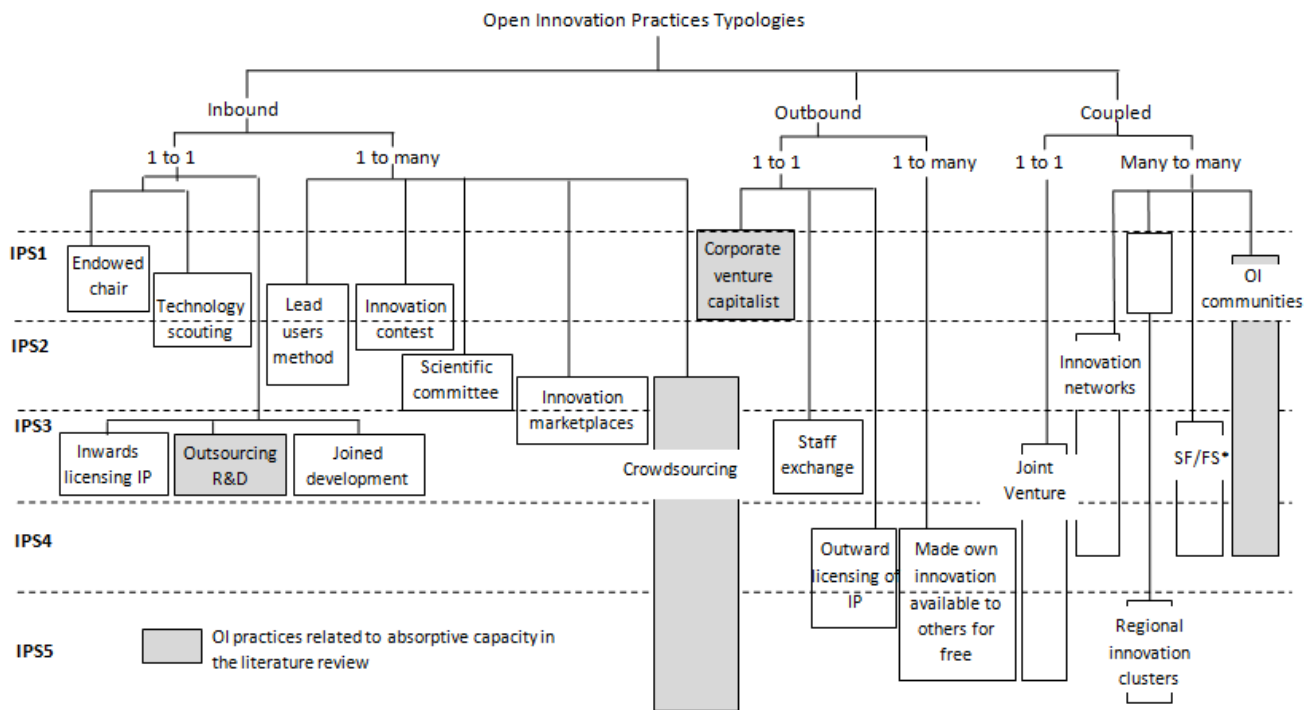 Open Innovation Practices Typologies
Inbound
Outbound
Coupled
1 to 1
1 to many
1 to 1
1 to many
1 to 1
Many to many
IPS1
Endowed
chair
Technology
scouting
Lead
users
method
Innovation
contest
Corporate
venture
capitalist
OI
communities
IPS2
Scientific
committee
Innovation
marketplaces
Innovation
networks
IPS3
Inwards
licensing IP
Outsourcing
R&D
Joined
development
Crowdsourcing
Staff
exchange
Joint
Venture
SF/FS*
IPS4
Outward
licensing of
IP
Made own
innovation
available to
others for
free
IPS5
OI practices related to absorptive capacity in
the literature review
Regional
innovation
clusters